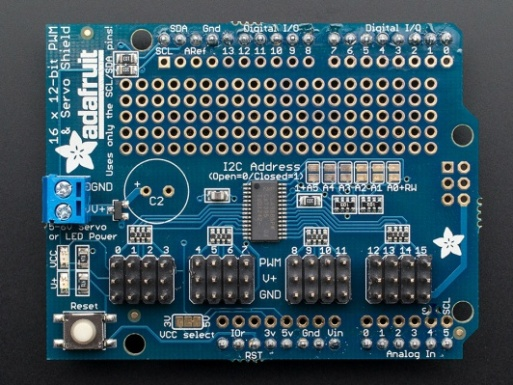 SDA Gnd Digital I/O Digital I/O
SCL ARef 13 12 11 10 9 8 7 6 5 4 3 2 1 0
16 x 12-bit PWM
& Servo Shield
adafruit
Uses only the SCL/SDA pins!
I2C Address
(Open=0/Closed=1)
A5 A4 A3 A2 A1 A0 RW
C2
+
GND
V+
5-6V Servo
or LED Power
VCC
V+
0 1 2 3 4 5 6 7 8 9 10 11 12 13 14 15
PWM
V+
GND
Reset
3V 5V
VCC select
IOr 3v 5v Gnd Vin 0 1 2 3 4 5
RST
Analog In
SCL